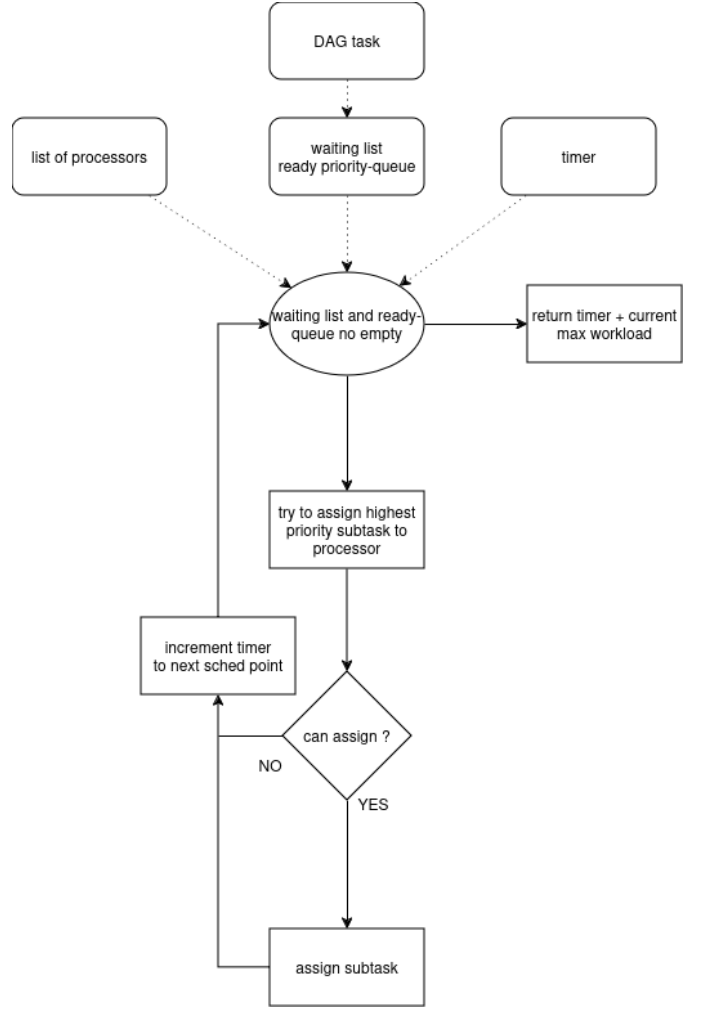 DAG task
list of processors
waiting list
ready priority-queue
timer
waiting list and ready-
queue no empty
return timer + current
max workload
try to assign highest
priority subtask to
processor
increment timer
to next sched point
can assign ?
NO
YES
assign subtask